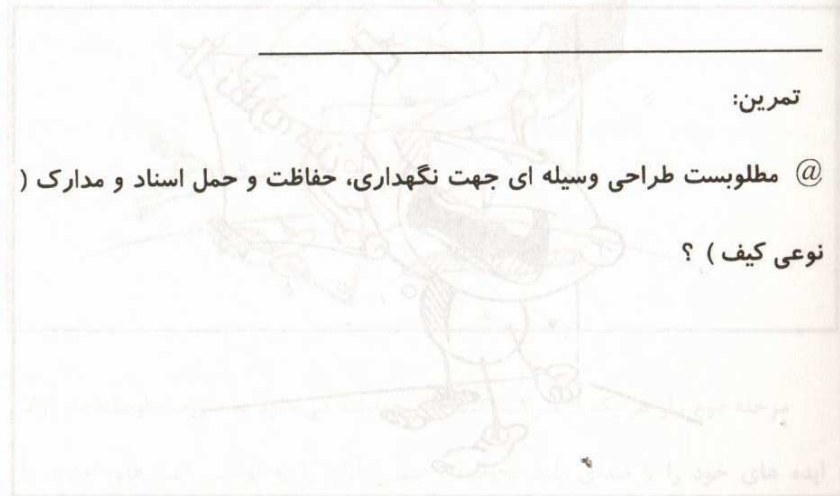 تمرین:
@ مطلوبست طراحی وسیله ای جهت نگهداری، حفاظت و حمل اسناد و مدارک (
نوعی کیف ) ؟